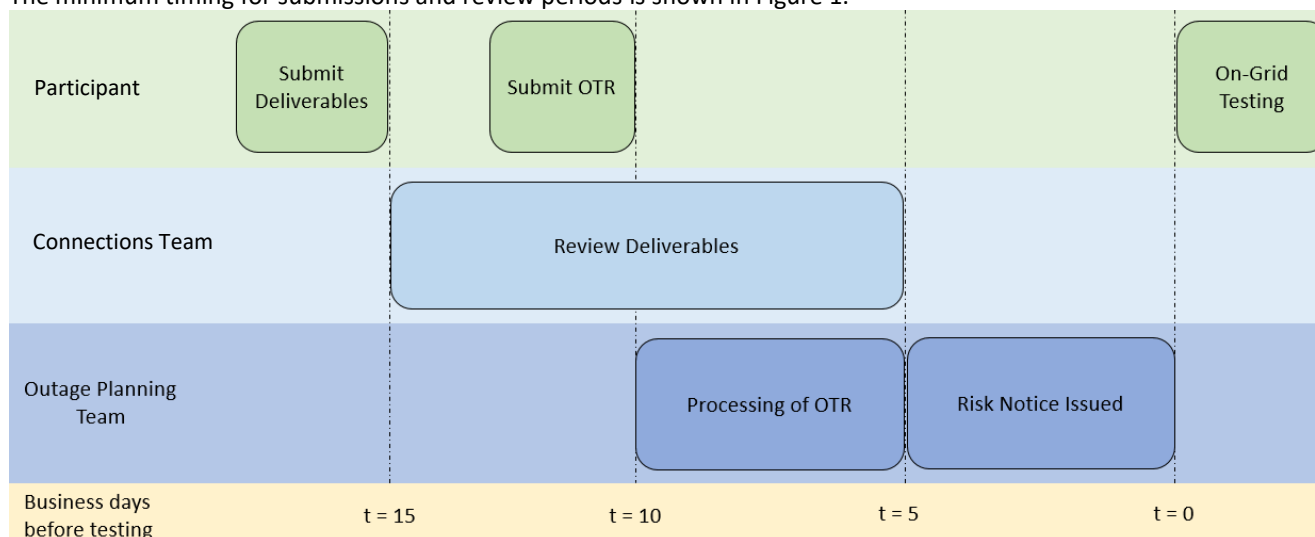 The minimum timing for submissions and review periods is shown in Figure 1.
Participant
Submit
Deliverables
Submit OTR
On-Grid
Testing
Connections Team
Review Deliverables
Outage Planning
Team
Processing of OTR
Risk Notice Issued
Business days
before testing
t = 15
t = 10
t = 5
t = 0